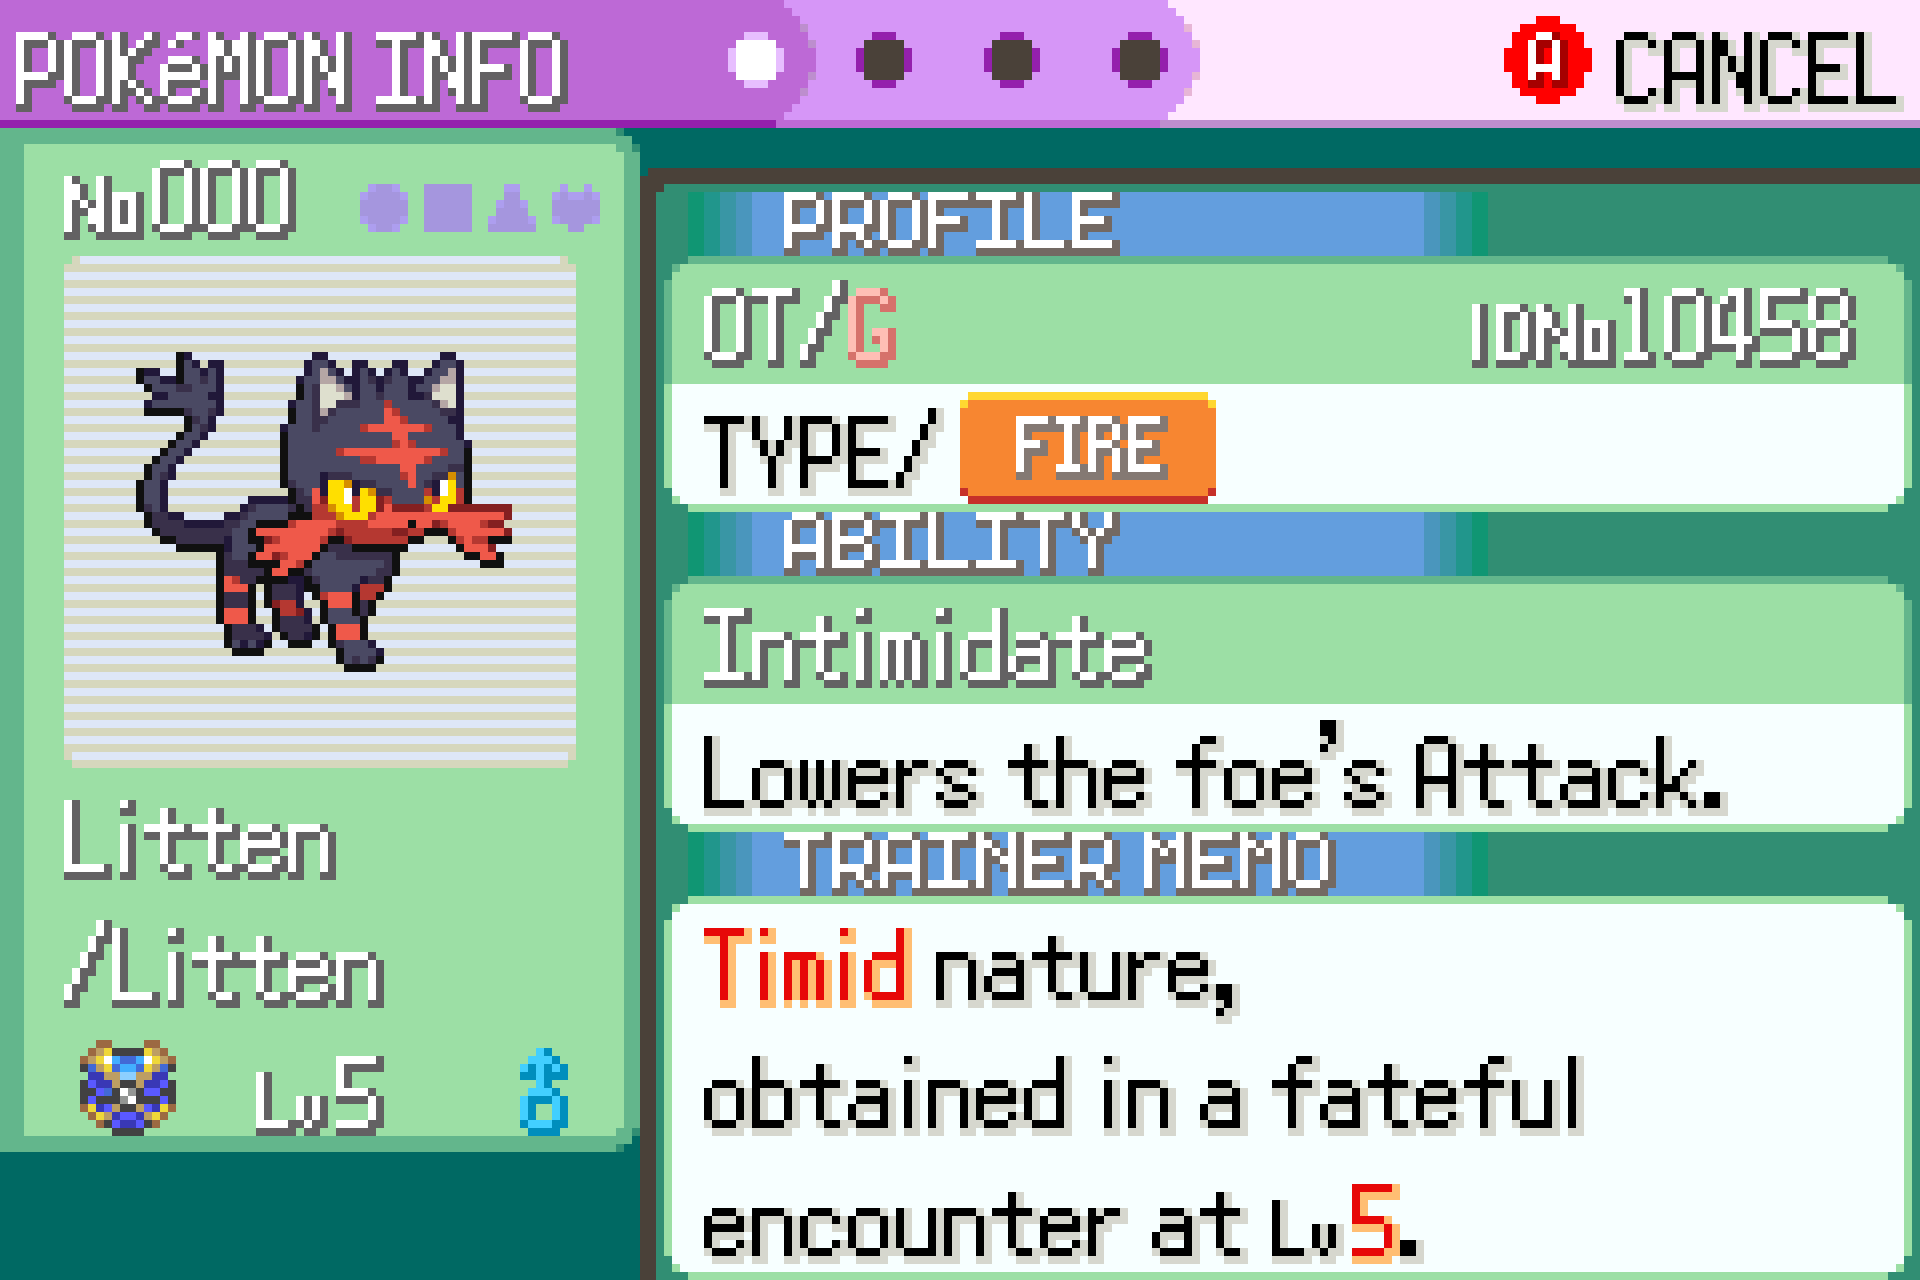 POKéMON INFO
A CANCEL
No000
PROFILE
OT/G IDNo10458
TYPE/ FIRE
ABILITY
Intimidate
Lowers the foe's Attack.
TRAINER MEMO
Timid nature,
obtained in a fateful
encounter at Lv5.
Litten
/Litten
Lv5 ♂